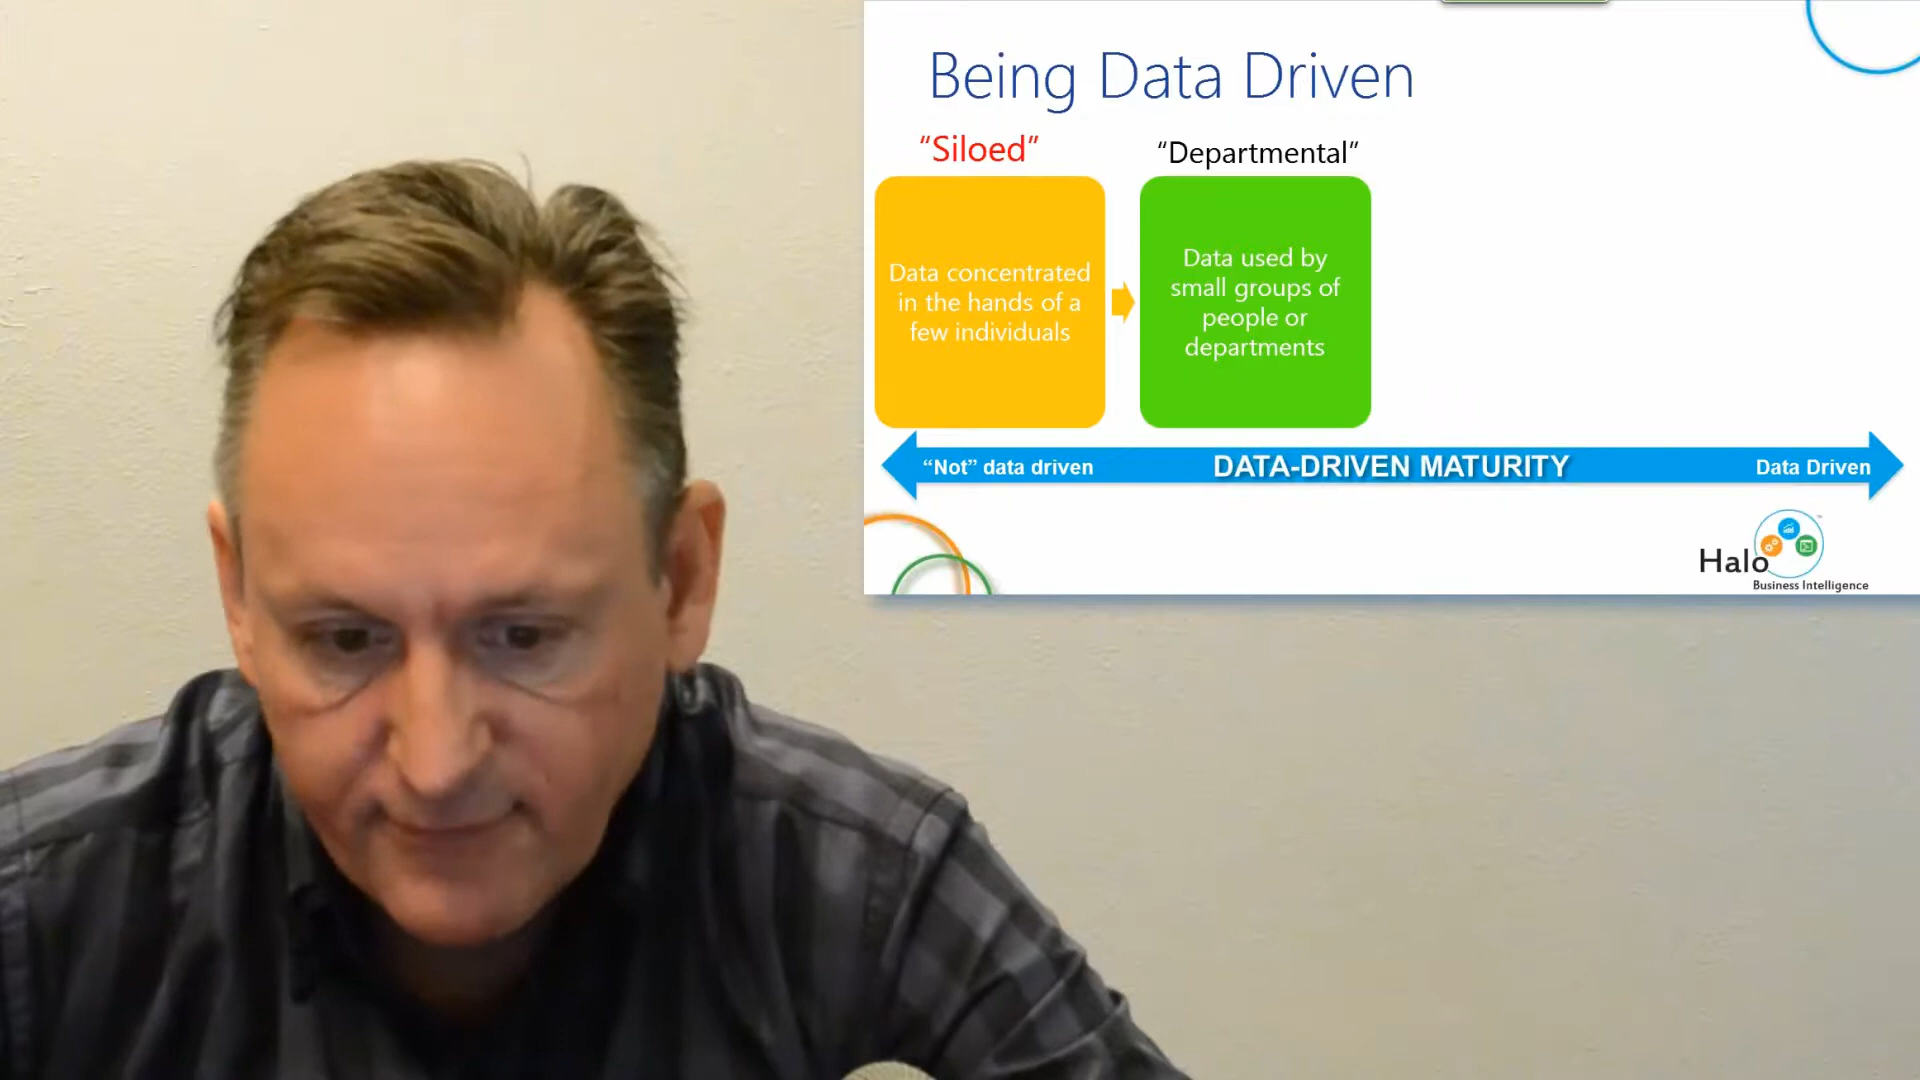 Being Data Driven
“Siloed”
“Departmental”
Data concentrated
in the hands of a
few individuals
Data used by
small groups of
people or
departments
“Not” data driven
DATA-DRIVEN MATURITY
Data Driven
Halo
Business Intelligence